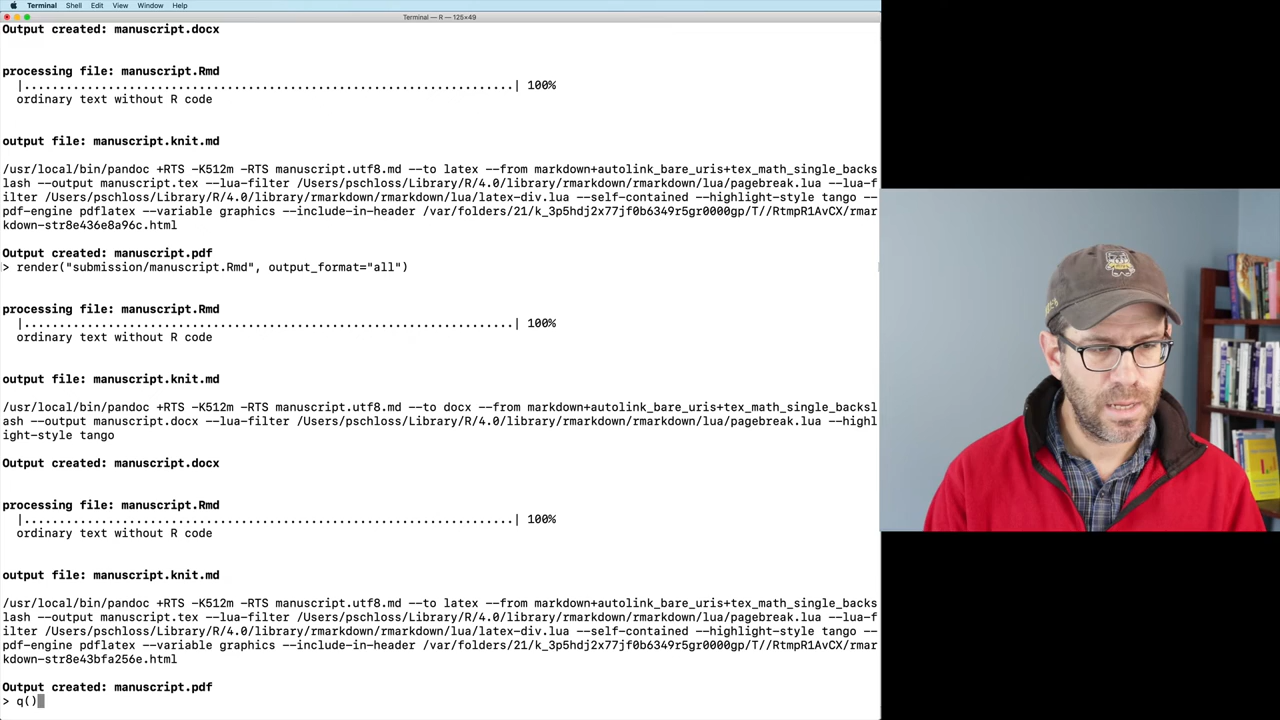 Terminal Shell Edit View Window Help
Terminal — R — 125×49
Output created: manuscript.docx
processing file: manuscript.Rmd
|......................................................................| 100%
ordinary text without R code
output file: manuscript.knit.md
/usr/local/bin/pandoc +RTS -K512m -RTS manuscript.utf8.md --to latex --from markdown+autolink_bare_uris+tex_math_single_backs
lash --output manuscript.tex --lua-filter /Users/pschloss/Library/R/4.0/library/rmarkdown/rmarkdown/lua/pagebreak.lua --lua-f
ilter /Users/pschloss/Library/R/4.0/library/rmarkdown/rmarkdown/lua/latex-div.lua --self-contained --highlight-style tango --
pdf-engine pdflatex --variable graphics --include-in-header /var/folders/21/k_3p5hdj2x77jf0b6349r5gr0000gp/T//RtmpR1AvCX/rmar
kdown-str8e436e8a96c.html
Output created: manuscript.pdf
> render("submission/manuscript.Rmd", output_format="all")
processing file: manuscript.Rmd
|......................................................................| 100%
ordinary text without R code
output file: manuscript.knit.md
/usr/local/bin/pandoc +RTS -K512m -RTS manuscript.utf8.md --to docx --from markdown+autolink_bare_uris+tex_math_single_backsl
ash --output manuscript.docx --lua-filter /Users/pschloss/Library/R/4.0/library/rmarkdown/rmarkdown/lua/pagebreak.lua --highl
ight-style tango
Output created: manuscript.docx
processing file: manuscript.Rmd
|......................................................................| 100%
ordinary text without R code
output file: manuscript.knit.md
/usr/local/bin/pandoc +RTS -K512m -RTS manuscript.utf8.md --to latex --from markdown+autolink_bare_uris+tex_math_single_backs
lash --output manuscript.tex --lua-filter /Users/pschloss/Library/R/4.0/library/rmarkdown/rmarkdown/lua/pagebreak.lua --lua-f
ilter /Users/pschloss/Library/R/4.0/library/rmarkdown/rmarkdown/lua/latex-div.lua --self-contained --highlight-style tango --
pdf-engine pdflatex --variable graphics --include-in-header /var/folders/21/k_3p5hdj2x77jf0b6349r5gr0000gp/T//RtmpR1AvCX/rmar
kdown-str8e43bfa256e.html
Output created: manuscript.pdf
> q()